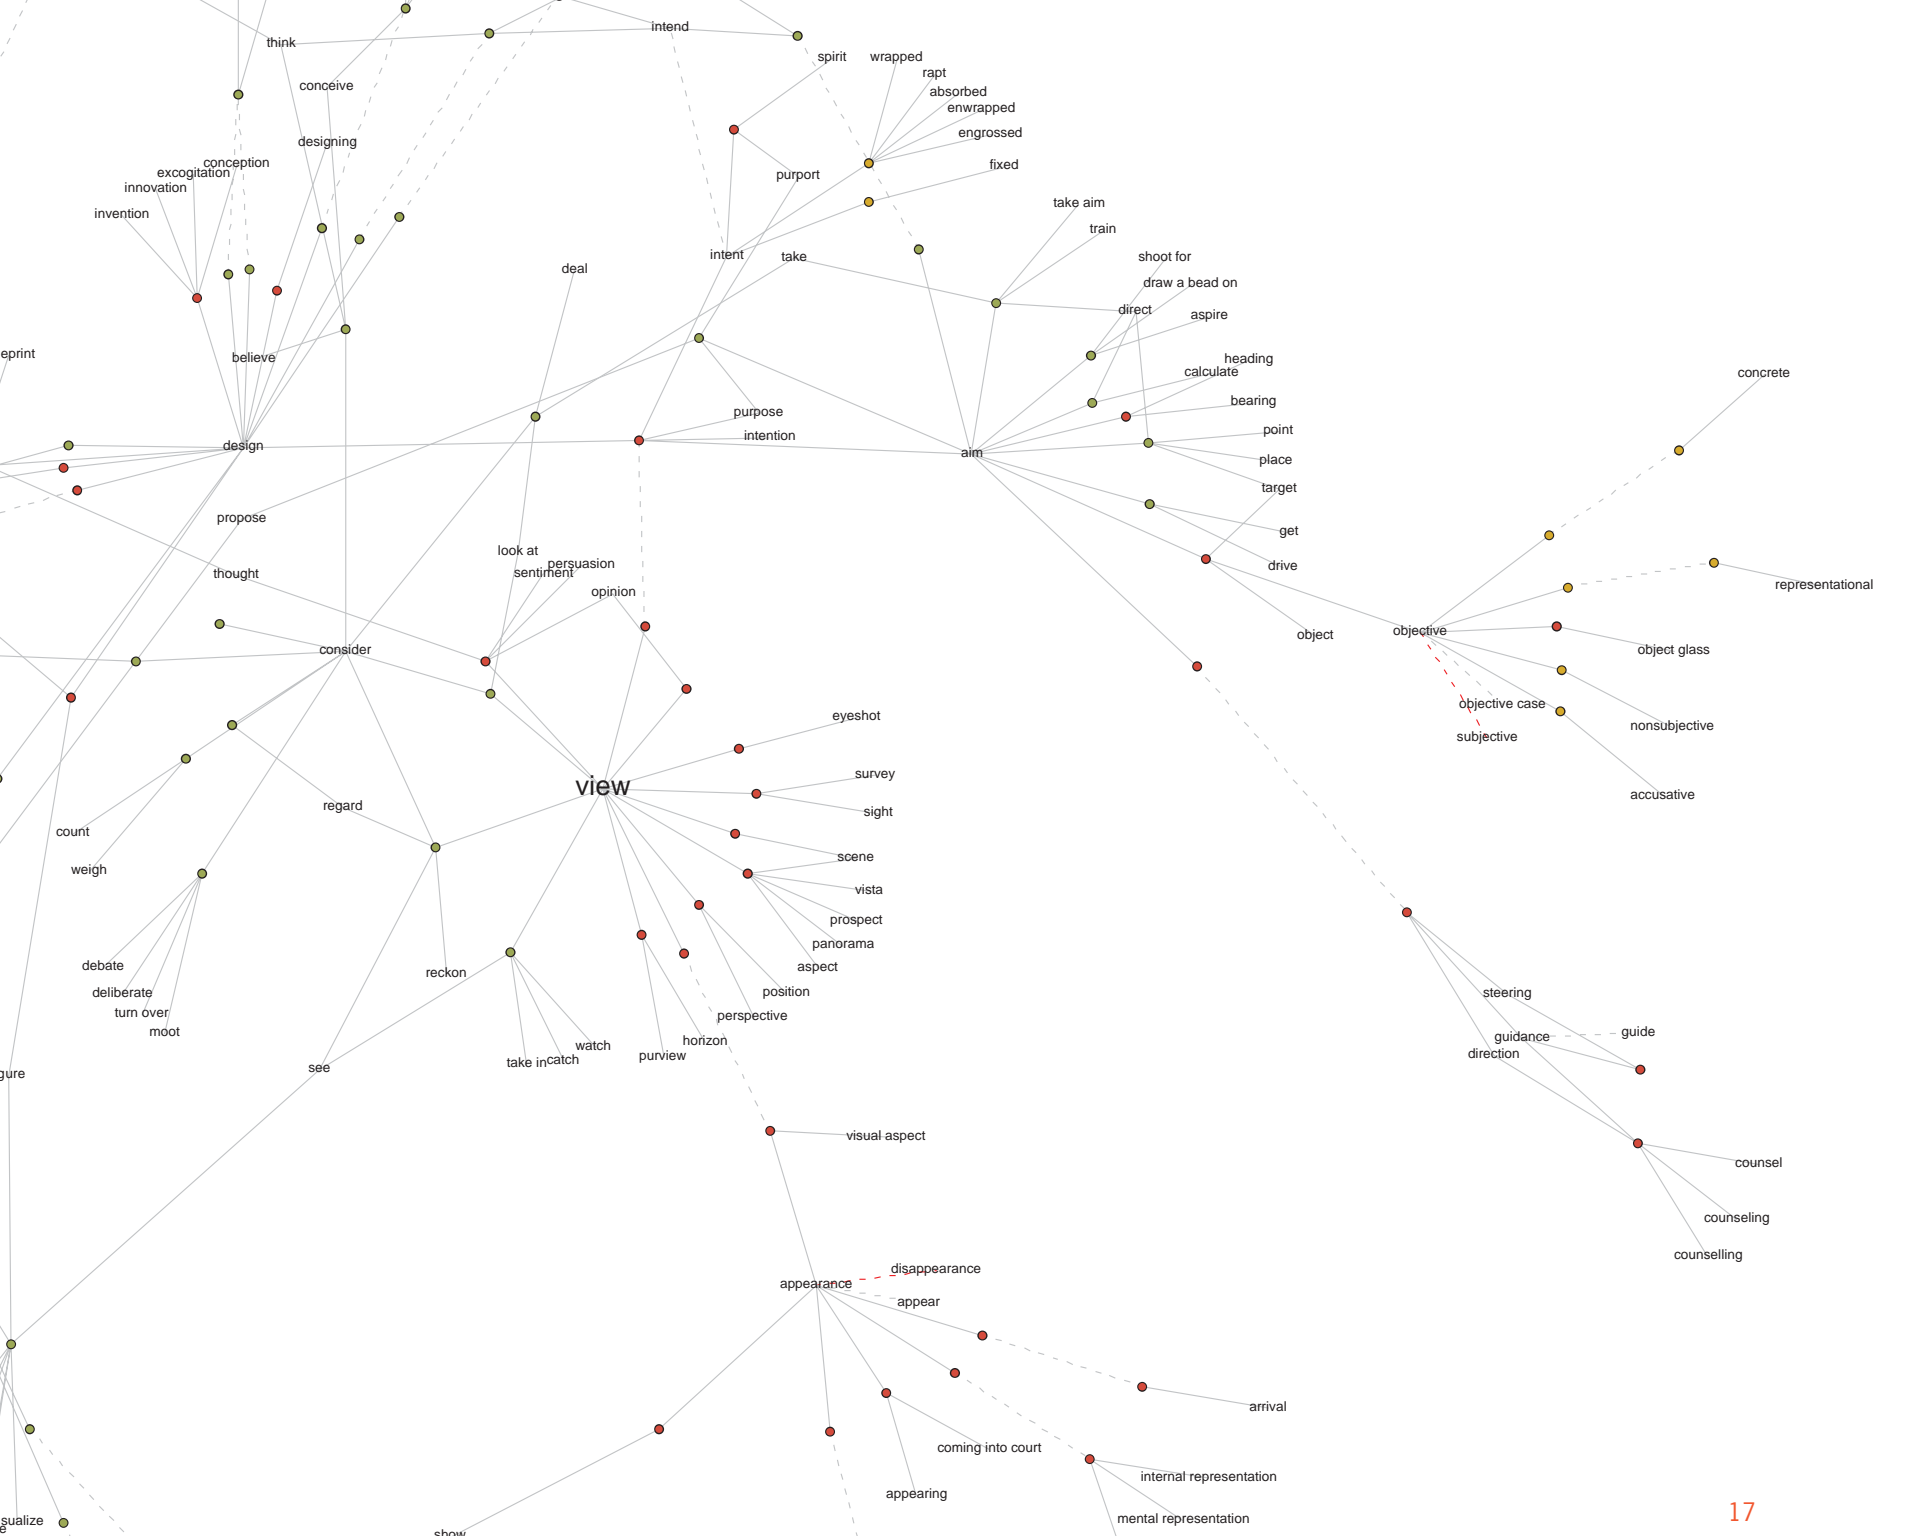 intend
think
spirit
wrapped
rapt
conceive
absorbed
enwrapped
engrossed
designing
conception
fixed
excogitation
purport
innovation
take aim
invention
train
intent
take
shoot for
deal
draw a bead on
direct
aspire
eprint
believe
heading
calculate
concrete
bearing
purpose
point
intention
design
aim
place
target
propose
get
look at
persuasion
drive
sentiment
thought
representational
opinion
objective
object
consider
object glass
objective case
eyeshot
nonsubjective
subjective
survey
view
accusative
regard
sight
count
scene
weigh
vista
prospect
panorama
debate
aspect
reckon
position
deliberate
steering
turn over
perspective
moot
guide
guidance
horizon
watch
direction
purview
catch
take in
see
gure
visual aspect
counsel
counseling
counselling
disappearance
appearance
appear
arrival
coming into court
internal representation
appearing
17
mental representation
sualize
e
show